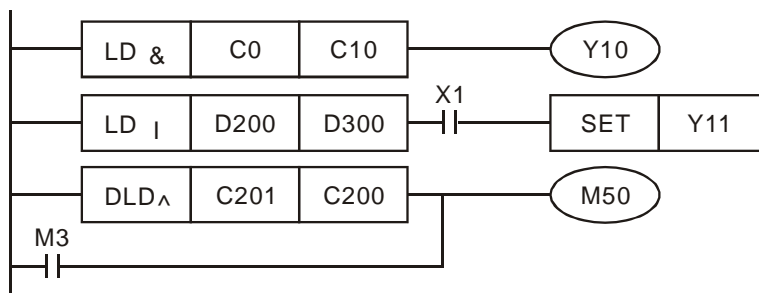 LD & C0 C10 Y10
X1
LD | D200 D300 SET Y11
DLD^ C201 C200 M50
M3